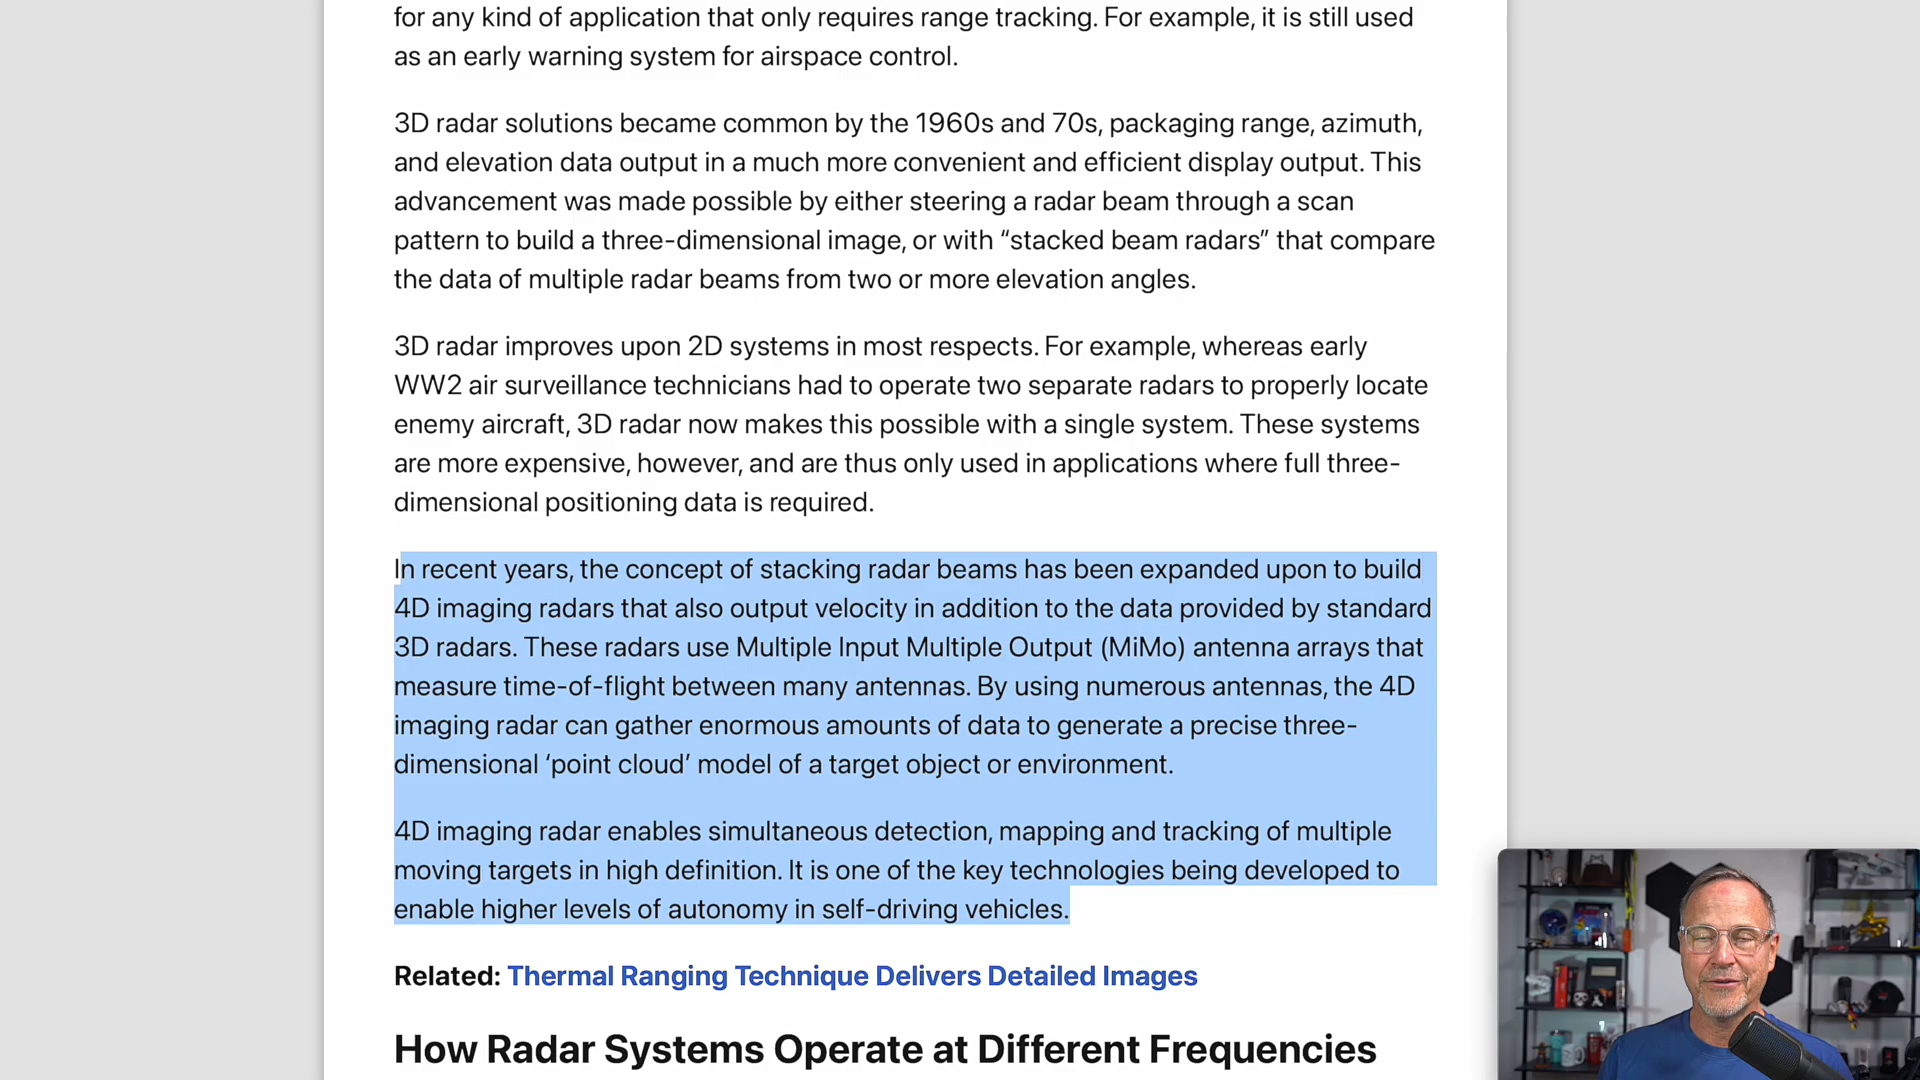 for any kind of application that only requires range tracking. For example, it is still used
as an early warning system for airspace control.
3D radar solutions became common by the 1960s and 70s, packaging range, azimuth,
and elevation data output in a much more convenient and efficient display output. This
advancement was made possible by either steering a radar beam through a scan
pattern to build a three-dimensional image, or with “stacked beam radars” that compare
the data of multiple radar beams from two or more elevation angles.
3D radar improves upon 2D systems in most respects. For example, whereas early
WW2 air surveillance technicians had to operate two separate radars to properly locate
enemy aircraft, 3D radar now makes this possible with a single system. These systems
are more expensive, however, and are thus only used in applications where full three-
dimensional positioning data is required.
In recent years, the concept of stacking radar beams has been expanded upon to build
4D imaging radars that also output velocity in addition to the data provided by standard
3D radars. These radars use Multiple Input Multiple Output (MiMo) antenna arrays that
measure time-of-flight between many antennas. By using numerous antennas, the 4D
imaging radar can gather enormous amounts of data to generate a precise three-
dimensional ‘point cloud’ model of a target object or environment.
4D imaging radar enables simultaneous detection, mapping and tracking of multiple
moving targets in high definition. It is one of the key technologies being developed to
enable higher levels of autonomy in self-driving vehicles.
Related: Thermal Ranging Technique Delivers Detailed Images
How Radar Systems Operate at Different Frequencies